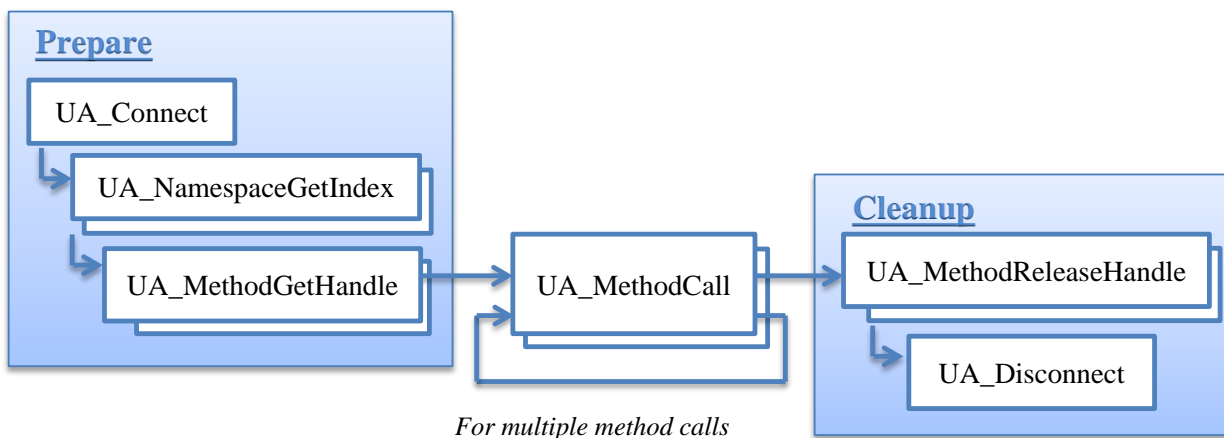 Prepare
UA_Connect
UA_NamespaceGetIndex
UA_MethodGetHandle
UA_MethodCall
For multiple method calls
Cleanup
UA_MethodReleaseHandle
UA_Disconnect